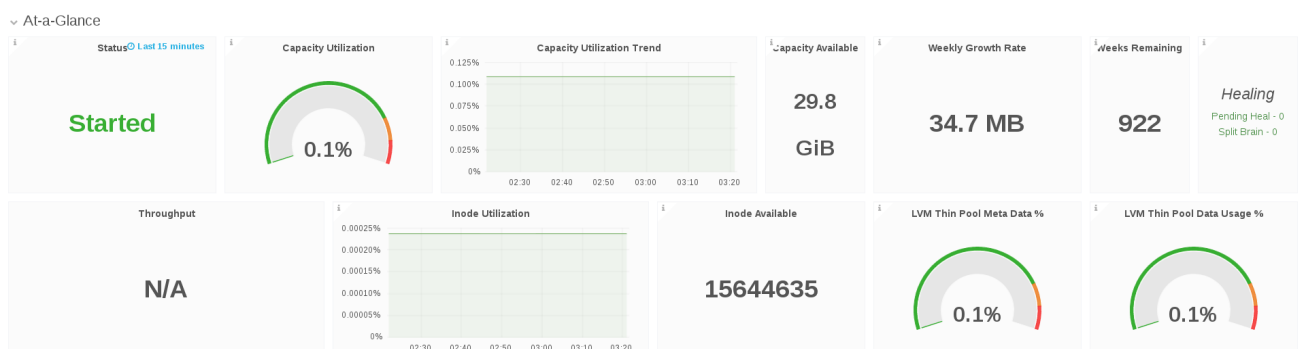 At-a-Glance
Status Last 15 minutes
Started
Capacity Utilization
0.1%
Capacity Utilization Trend
0.125%
0.100%
0.075%
0.050%
0.025%
0%
02:30 02:40 02:50 03:00 03:10 03:20
Capacity Available
29.8
GiB
Weekly Growth Rate
34.7 MB
Weeks Remaining
922
Healing
Pending Heal - 0
Split Brain - 0
Throughput
N/A
Inode Utilization
0.00025%
0.00020%
0.00015%
0.00010%
0.00005%
0%
02:30 02:40 02:50 03:00 03:10 03:20
Inode Available
15644635
LVM Thin Pool Meta Data %
0.1%
LVM Thin Pool Data Usage %
0.1%